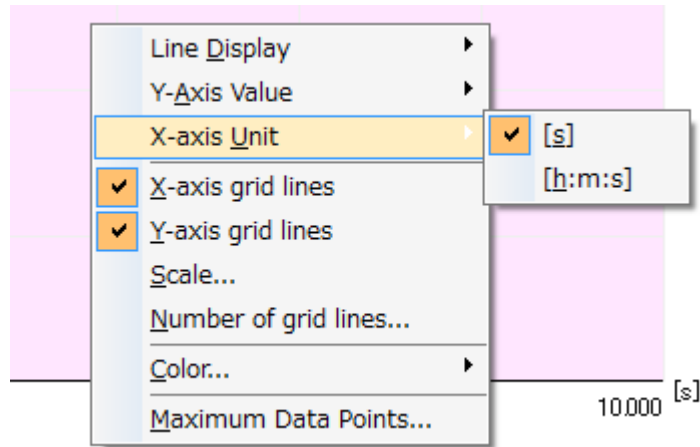 Line Display
Y-Axis Value
X-axis Unit
[s]
[h:m:s]
X-axis grid lines
Y-axis grid lines
Scale...
Number of grid lines...
Color...
Maximum Data Points...
10.000 [s]